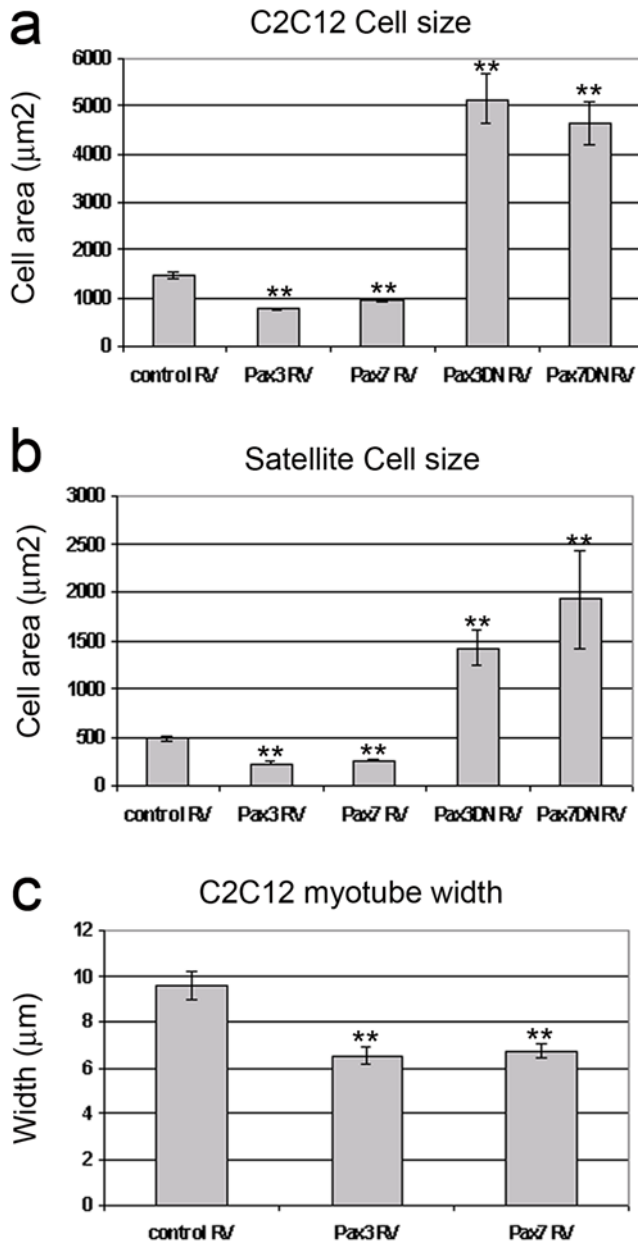 a
C2C12 Cell size
Cell area (μm2)
6000
5000
4000
3000
2000
1000
0
** ** ** **
control RV Pax3 RV Pax7 RV Pax3DN RV Pax7DN RV
b
Satellite Cell size
Cell area (μm2)
3000
2500
2000
1500
1000
500
0
** ** ** **
control RV Pax3 RV Pax7 RV Pax3DN RV Pax7DN RV
c
C2C12 myotube width
Width (μm)
12
10
8
6
4
2
0
** **
control RV Pax3 RV Pax7 RV